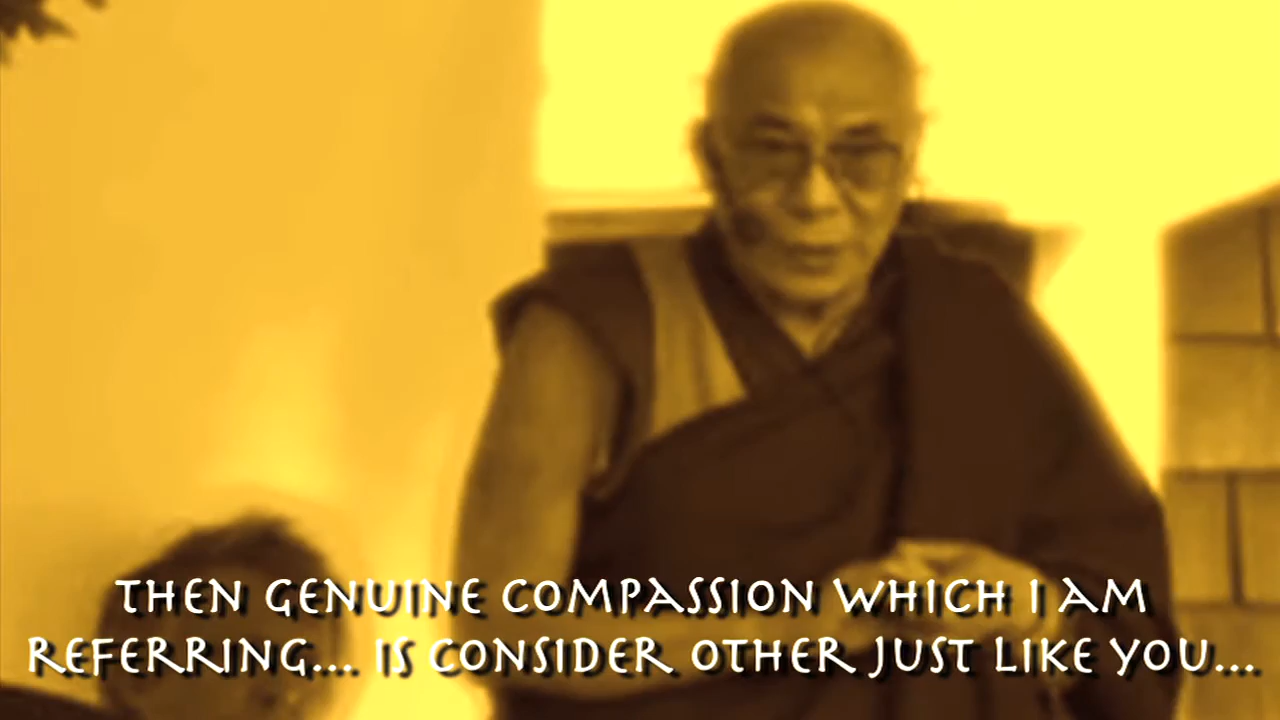 THEN GENUINE COMPASSION WHICH I AM
REFERRING... IS CONSIDER OTHER JUST LIKE YOU...